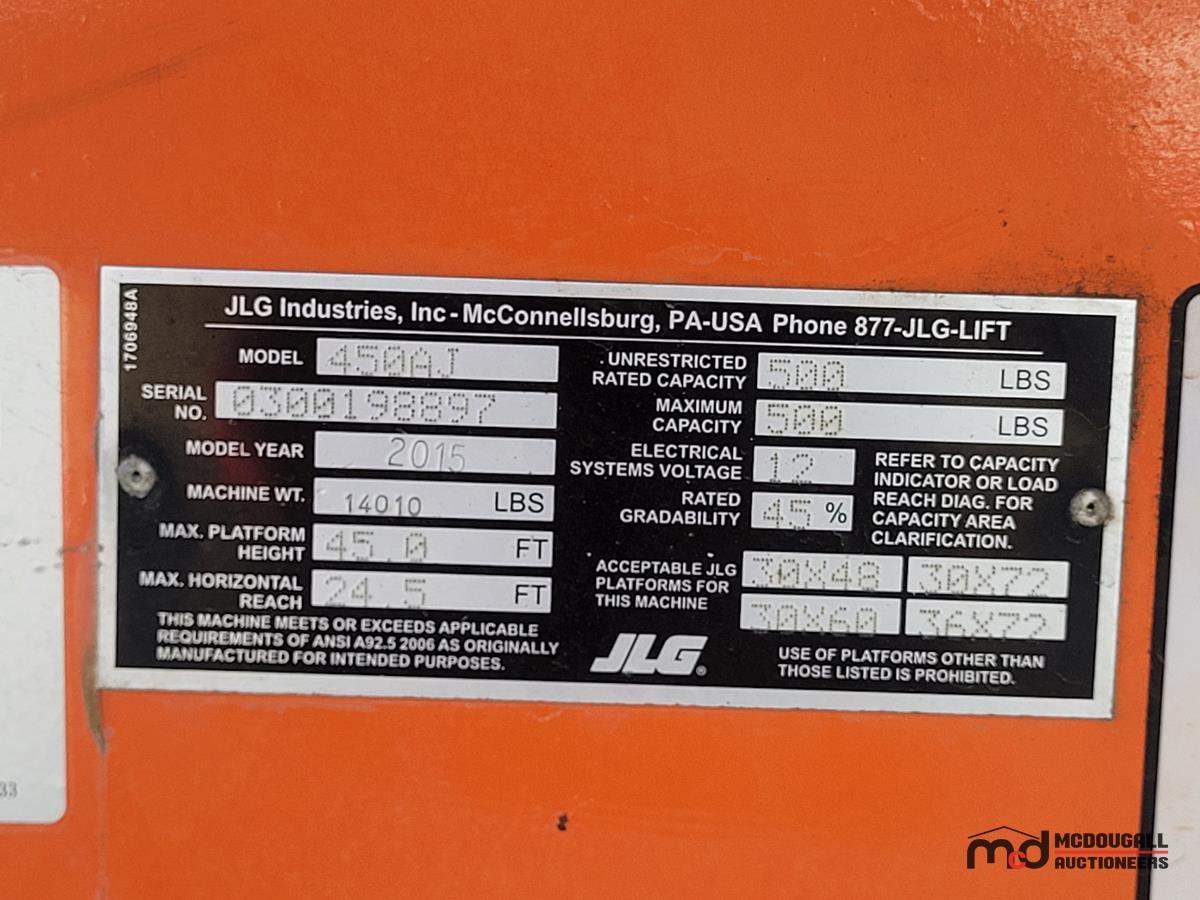 1706948A
JLG Industries, Inc - McConnellsburg, PA-USA Phone 877-JLG-LIFT
MODEL 450AJ
SERIAL NO. 0300198897
MODEL YEAR 2015
MACHINE WT. 14010 LBS
MAX. PLATFORM HEIGHT 45.0 FT
MAX. HORIZONTAL REACH 24.5 FT
THIS MACHINE MEETS OR EXCEEDS APPLICABLE
REQUIREMENTS OF ANSI A92.5 2006 AS ORIGINALLY
MANUFACTURED FOR INTENDED PURPOSES.
UNRESTRICTED RATED CAPACITY 500 LBS
MAXIMUM CAPACITY 500 LBS
ELECTRICAL SYSTEMS VOLTAGE 12
RATED GRADABILITY 45 %
REFER TO CAPACITY
INDICATOR OR LOAD
REACH DIAG. FOR
CAPACITY AREA
CLARIFICATION.
ACCEPTABLE JLG
PLATFORMS FOR
THIS MACHINE
30X48 30X72
30X60 36X72
JLG®
USE OF PLATFORMS OTHER THAN
THOSE LISTED IS PROHIBITED.
33
mcd MCDOUGALL
AUCTIONEERS